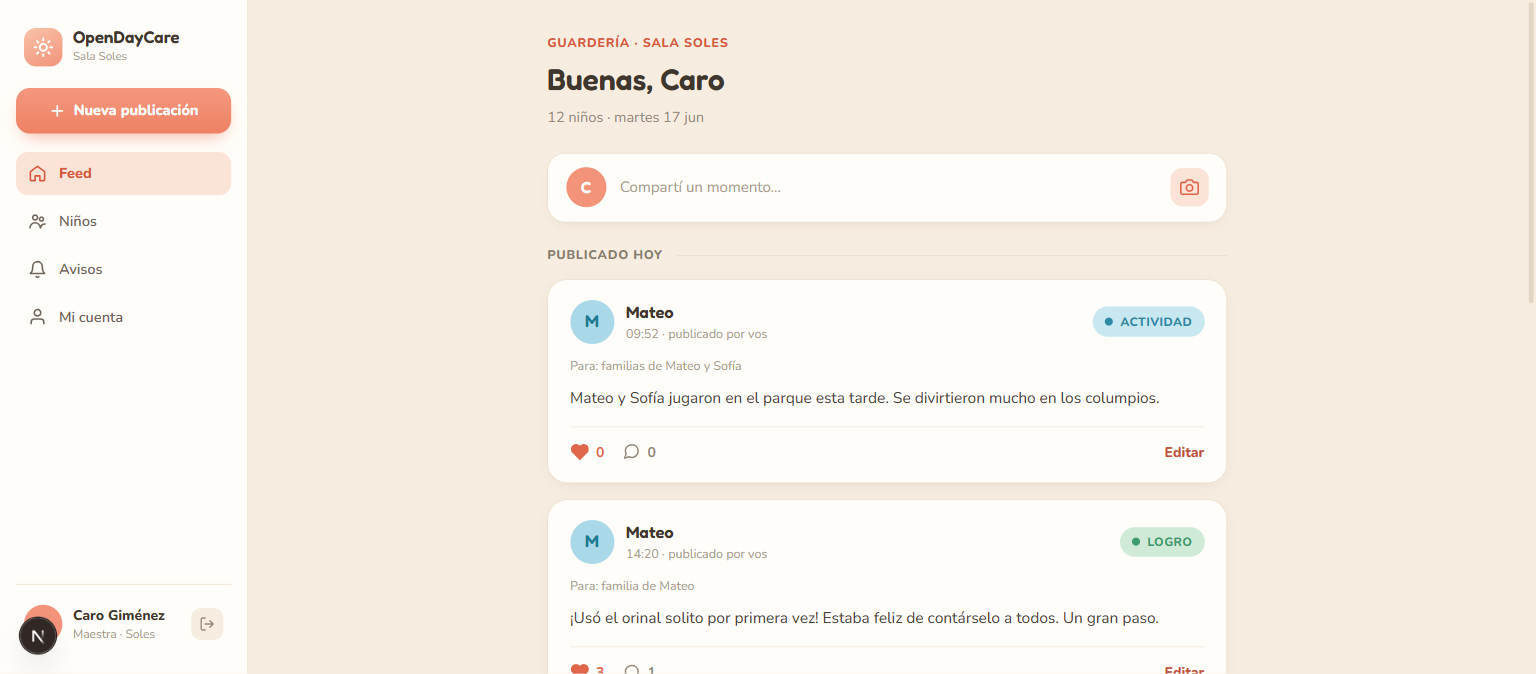 OpenDayCare
Sala Soles
Nueva publicación
Feed
Niños
Avisos
Mi cuenta
Caro Giménez
Maestra · Soles
N
GUARDERÍA · SALA SOLES
Buenas, Caro
12 niños · martes 17 jun
C
Compartí un momento...
PUBLICADO HOY
M
Mateo
09:52 · publicado por vos
ACTIVIDAD
Para: familias de Mateo y Sofía
Mateo y Sofía jugaron en el parque esta tarde. Se divirtieron mucho en los columpios.
0
0
Editar
M
Mateo
14:20 · publicado por vos
LOGRO
Para: familia de Mateo
¡Usó el orinal solito por primera vez! Estaba feliz de contárselo a todos. Un gran paso.
3
1
Editar